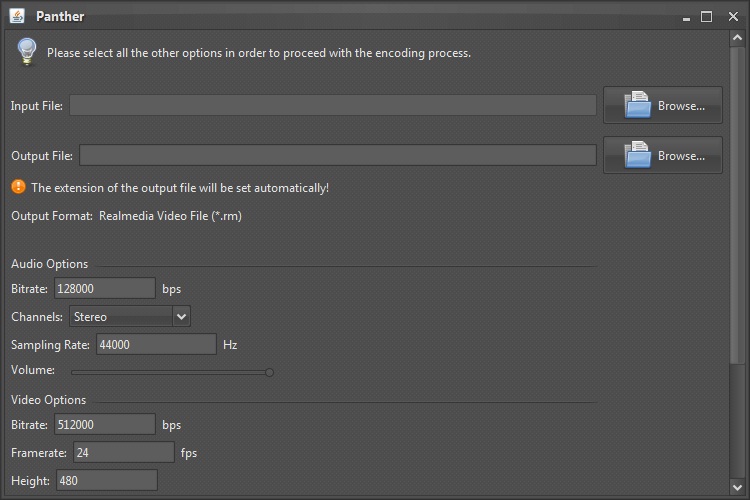 Panther
Please select all the other options in order to proceed with the encoding process.
Input File: Browse...
Output File: Browse...
The extension of the output file will be set automatically!
Output Format: Realmedia Video File (*.rm)
Audio Options
Bitrate: 128000 bps
Channels: Stereo
Sampling Rate: 44000 Hz
Volume:
Video Options
Bitrate: 512000 bps
Framerate: 24 fps
Height: 480